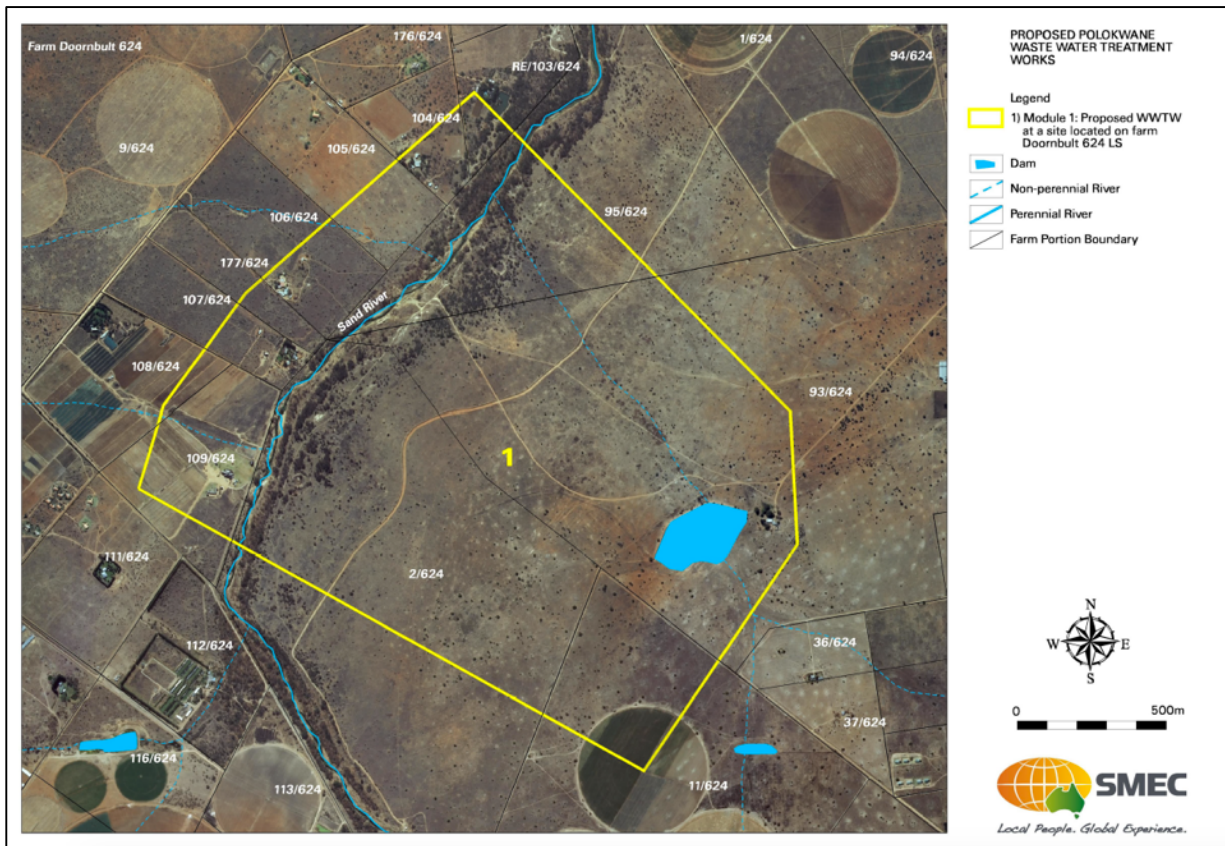 Farm Doornbult 624
176/624
RE/103/624
1/624
94/624
104/624
105/624
9/624
95/624
106/624
177/624
107/624
Sand River
108/624
93/624
1
109/624
111/624
2/624
112/624
36/624
37/624
116/624
113/624
11/624
PROPOSED POLOKWANE
WASTE WATER TREATMENT
WORKS
Legend
1) Module 1: Proposed WWTW
at a site located on farm
Doornbult 624 LS
Dam
Non-perennial River
Perennial River
Farm Portion Boundary
N
W E
S
0 500m
SMEC
Local People. Global Experience.